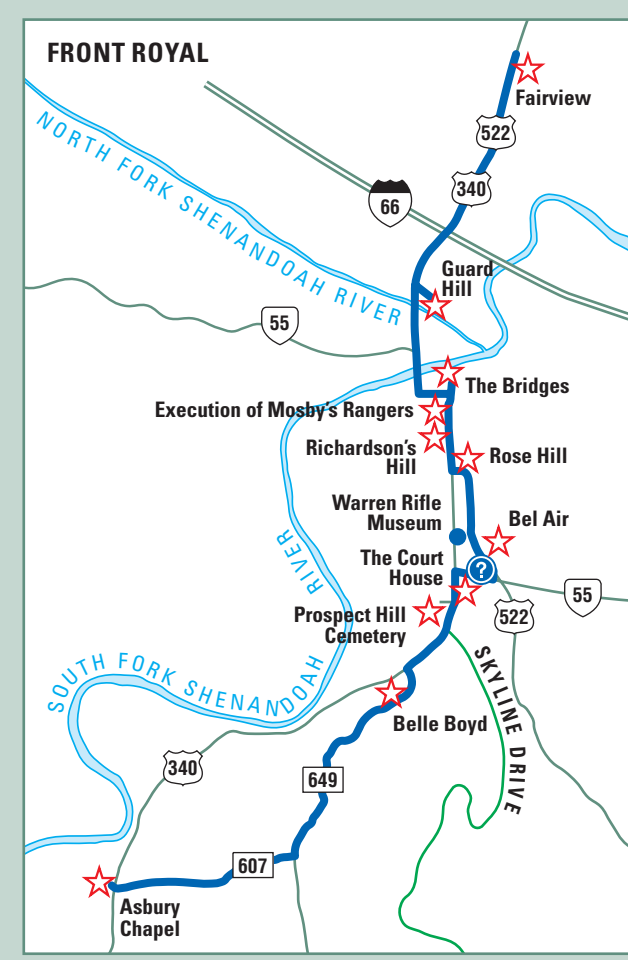 FRONT ROYAL
Fairview
522
340
66
NORTH FORK SHENANDOAH RIVER
Guard
Hill
55
The Bridges
Execution of Mosby's Rangers
Richardson's
Hill
Rose Hill
Warren Rifle
Museum
Bel Air
The Court
House
?
55
522
Prospect Hill
Cemetery
SOUTH FORK SHENANDOAH RIVER
SKYLINE DRIVE
Belle Boyd
340
649
607
Asbury
Chapel